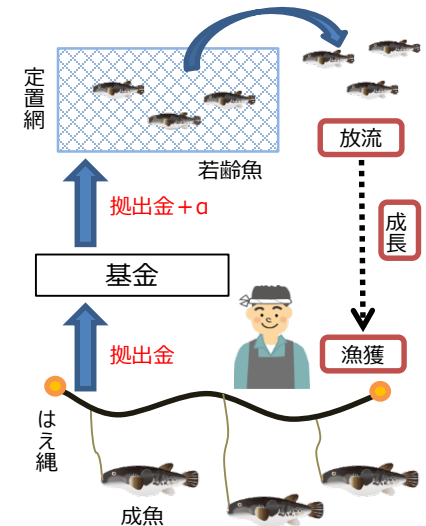 定置網
若齢魚
放流
拠出金+α
成長
基金
拠出金
漁獲
はえ縄
成魚